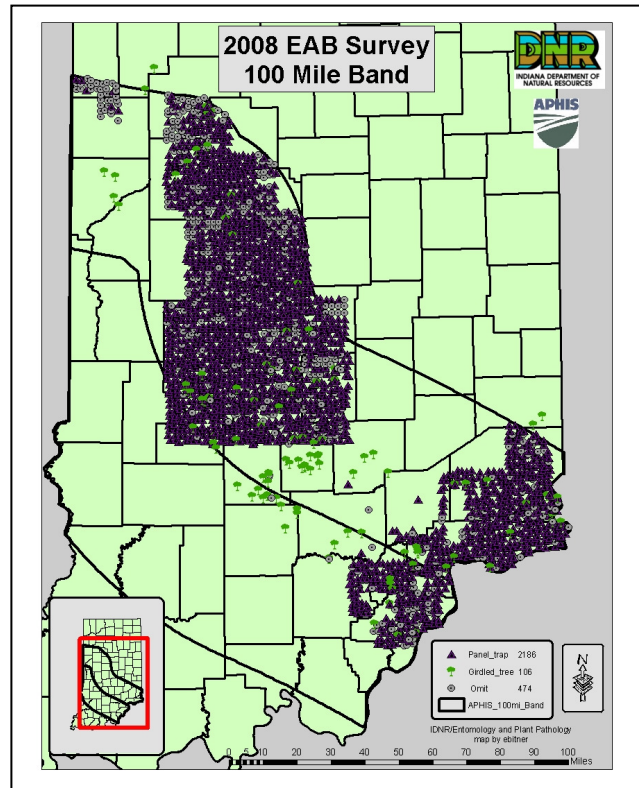 2008 EAB Survey
100 Mile Band
DNR
INDIANA DEPARTMENT OF
NATURAL RESOURCES
APHIS
Panel_trap 2186
Girdled_tree 106
Omit 474
APHIS_100mi_Band
N
IDNR/Entomology and Plant Pathology
map by ebitner
0 5 10 20 30 40 50 60 70 80 90 100
Miles